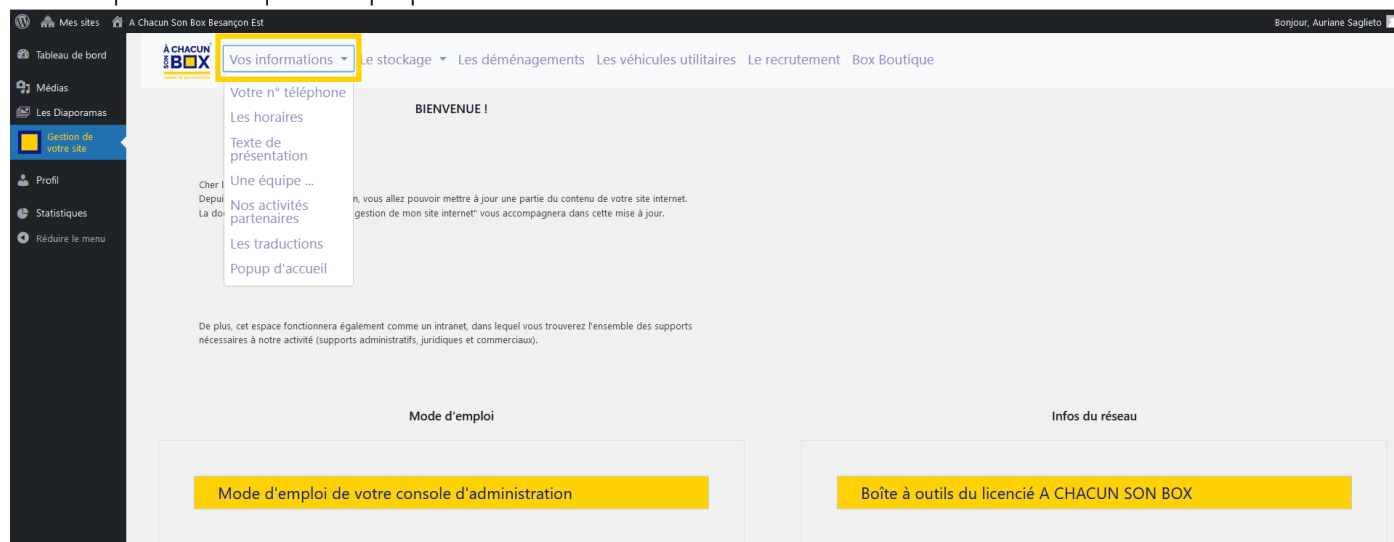 Mes sites
A Chacun Son Box Besançon Est
Bonjour, Auriane Saglieto
Tableau de bord
Médias
Les Diaporamas
Gestion de
votre site
Profil
Statistiques
Réduire le menu
À CHACUN
SON BOX
Vos informations
Le stockage
Les déménagements
Les véhicules utilitaires
Le recrutement
Box Boutique
Votre n° téléphone
Les horaires
Texte de
présentation
Une équipe ...
Nos activités
partenaires
Les traductions
Popup d'accueil
BIENVENUE !
Cher l
Depui n, vous allez pouvoir mettre à jour une partie du contenu de votre site internet.
La do gestion de mon site internet" vous accompagnera dans cette mise à jour.
De plus, cet espace fonctionnera également comme un intranet, dans lequel vous trouverez l'ensemble des supports
nécessaires à notre activité (supports administratifs, juridiques et commerciaux).
Mode d'emploi
Mode d'emploi de votre console d'administration
Infos du réseau
Boîte à outils du licencié A CHACUN SON BOX